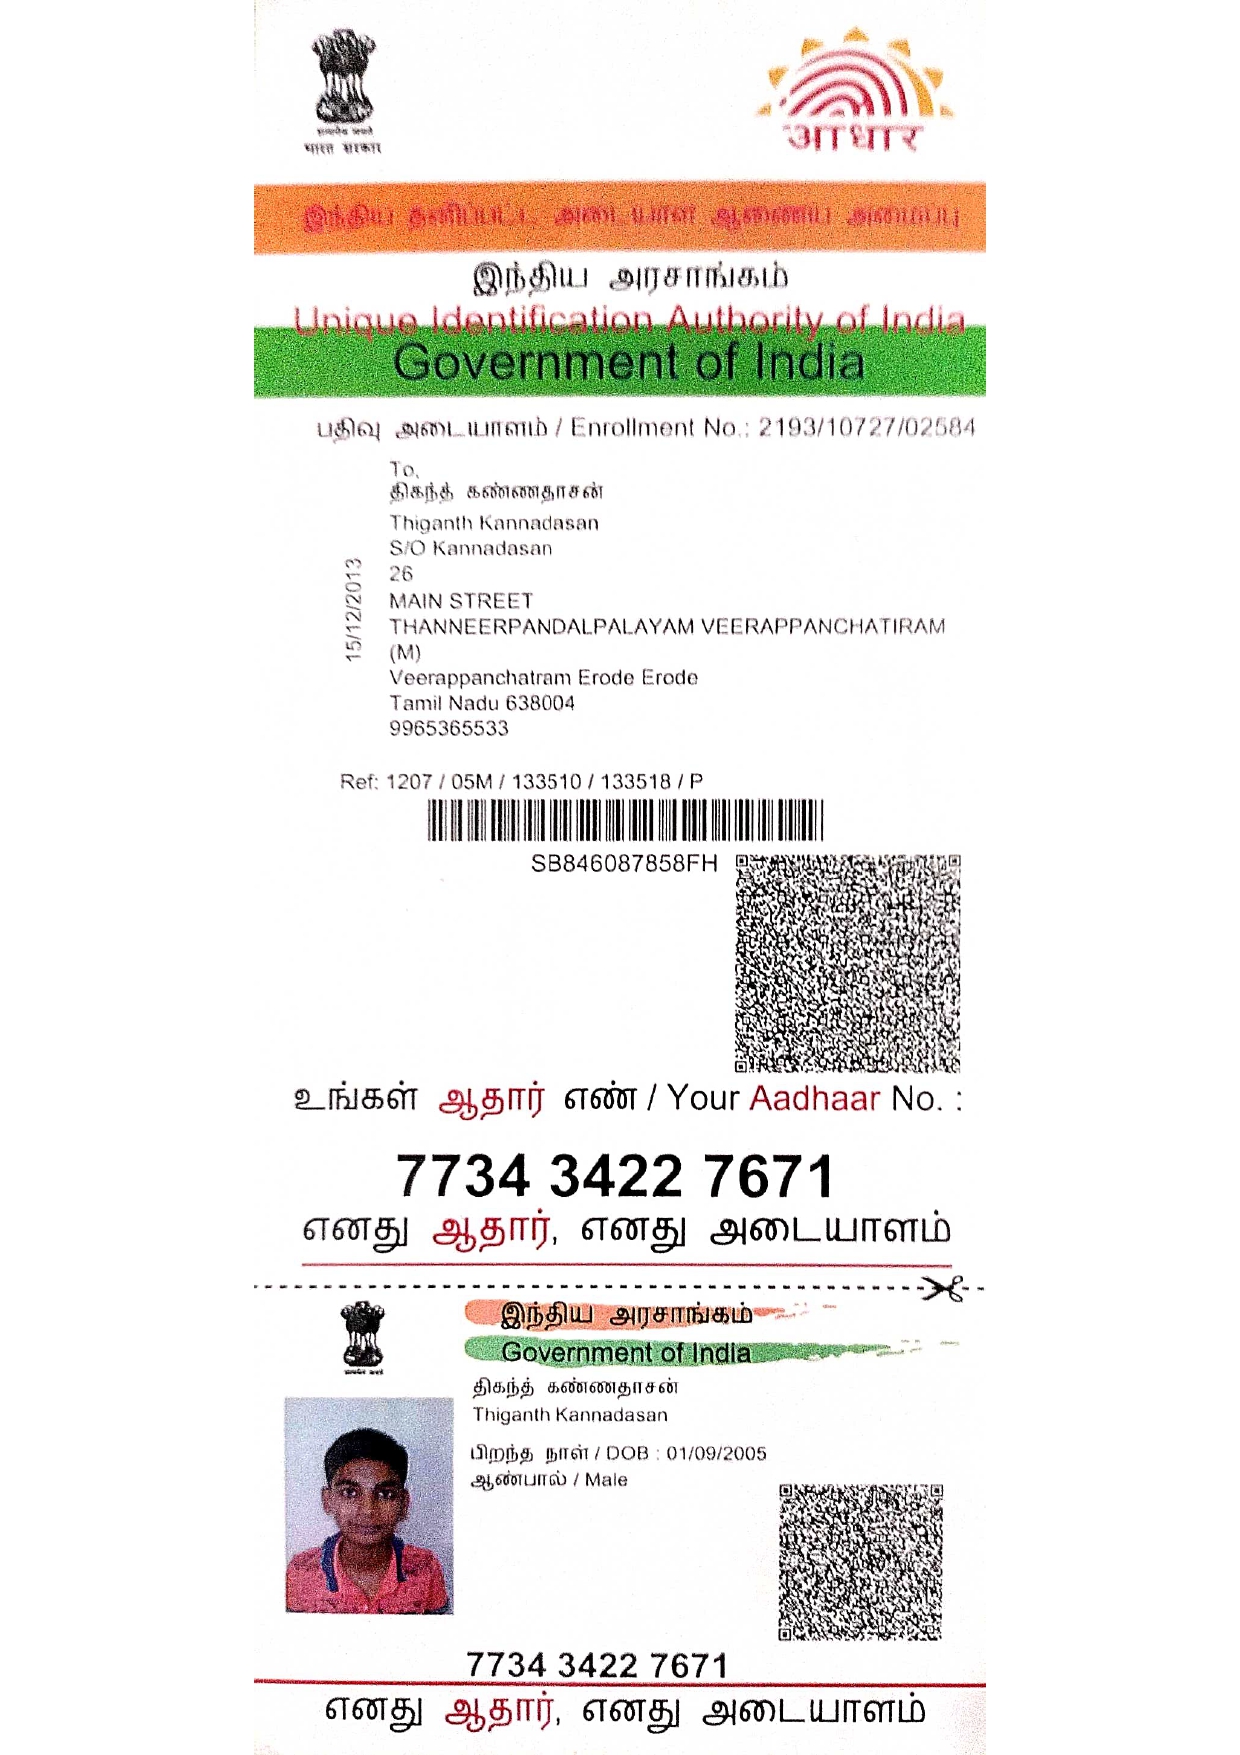 सत्यमेव जयते
भारत सरकार
आधार
இந்திய தனிப்பட்ட அடையாள ஆணைய அமைப்பு
இந்திய அரசாங்கம்
Unique Identification Authority of India
Government of India
பதிவு அடையாளம் / Enrollment No.: 2193/10727/02584
To,
திகந்த் கண்ணதாசன்
Thiganth Kannadasan
S/O Kannadasan
26
MAIN STREET
THANNEERPANDALPALAYAM VEERAPPANCHATIRAM
(M)
Veerappanchatram Erode Erode
Tamil Nadu 638004
9965365533
15/12/2013
Ref: 1207 / 05M / 133510 / 133518 / P
SB846087858FH
உங்கள் ஆதார் எண் / Your Aadhaar No. :
7734 3422 7671
எனது ஆதார், எனது அடையாளம்
இந்திய அரசாங்கம்
Government of India
திகந்த் கண்ணதாசன்
Thiganth Kannadasan
பிறந்த நாள் / DOB : 01/09/2005
ஆண்பால் / Male
7734 3422 7671
எனது ஆதார், எனது அடையாளம்